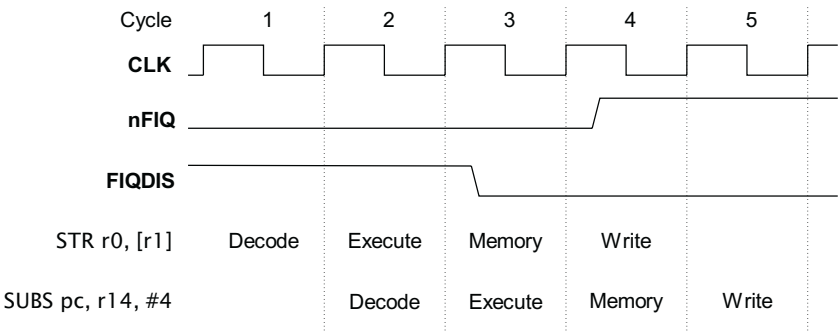 Cycle 1 2 3 4 5
CLK
nFIQ
FIQDIS
STR r0, [r1] Decode Execute Memory Write
SUBS pc, r14, #4 Decode Execute Memory Write